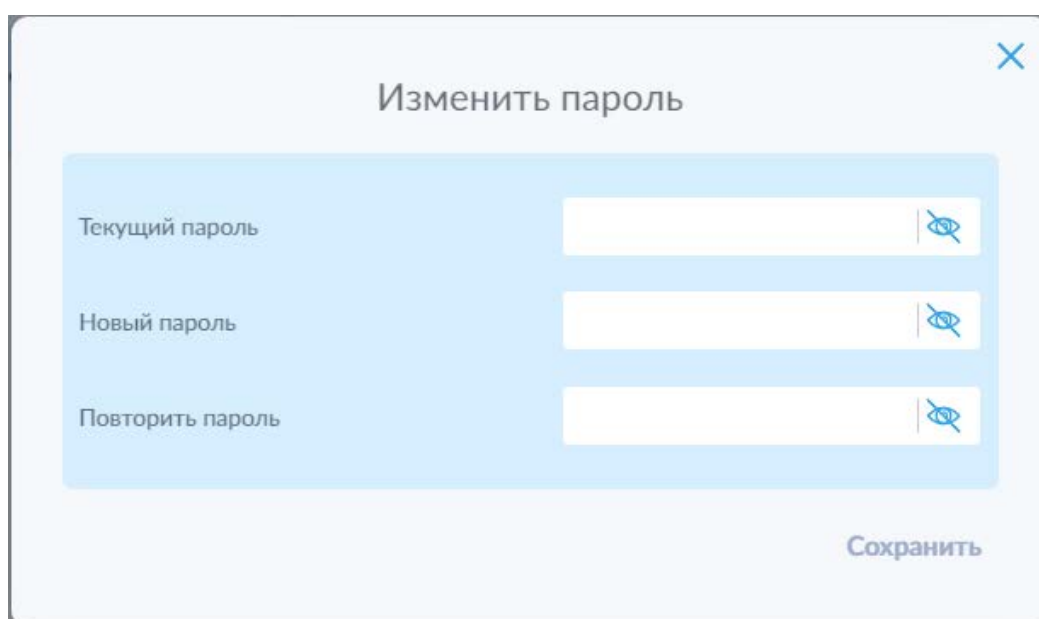 Изменить пароль
Текущий пароль
Новый пароль
Повторить пароль
Сохранить